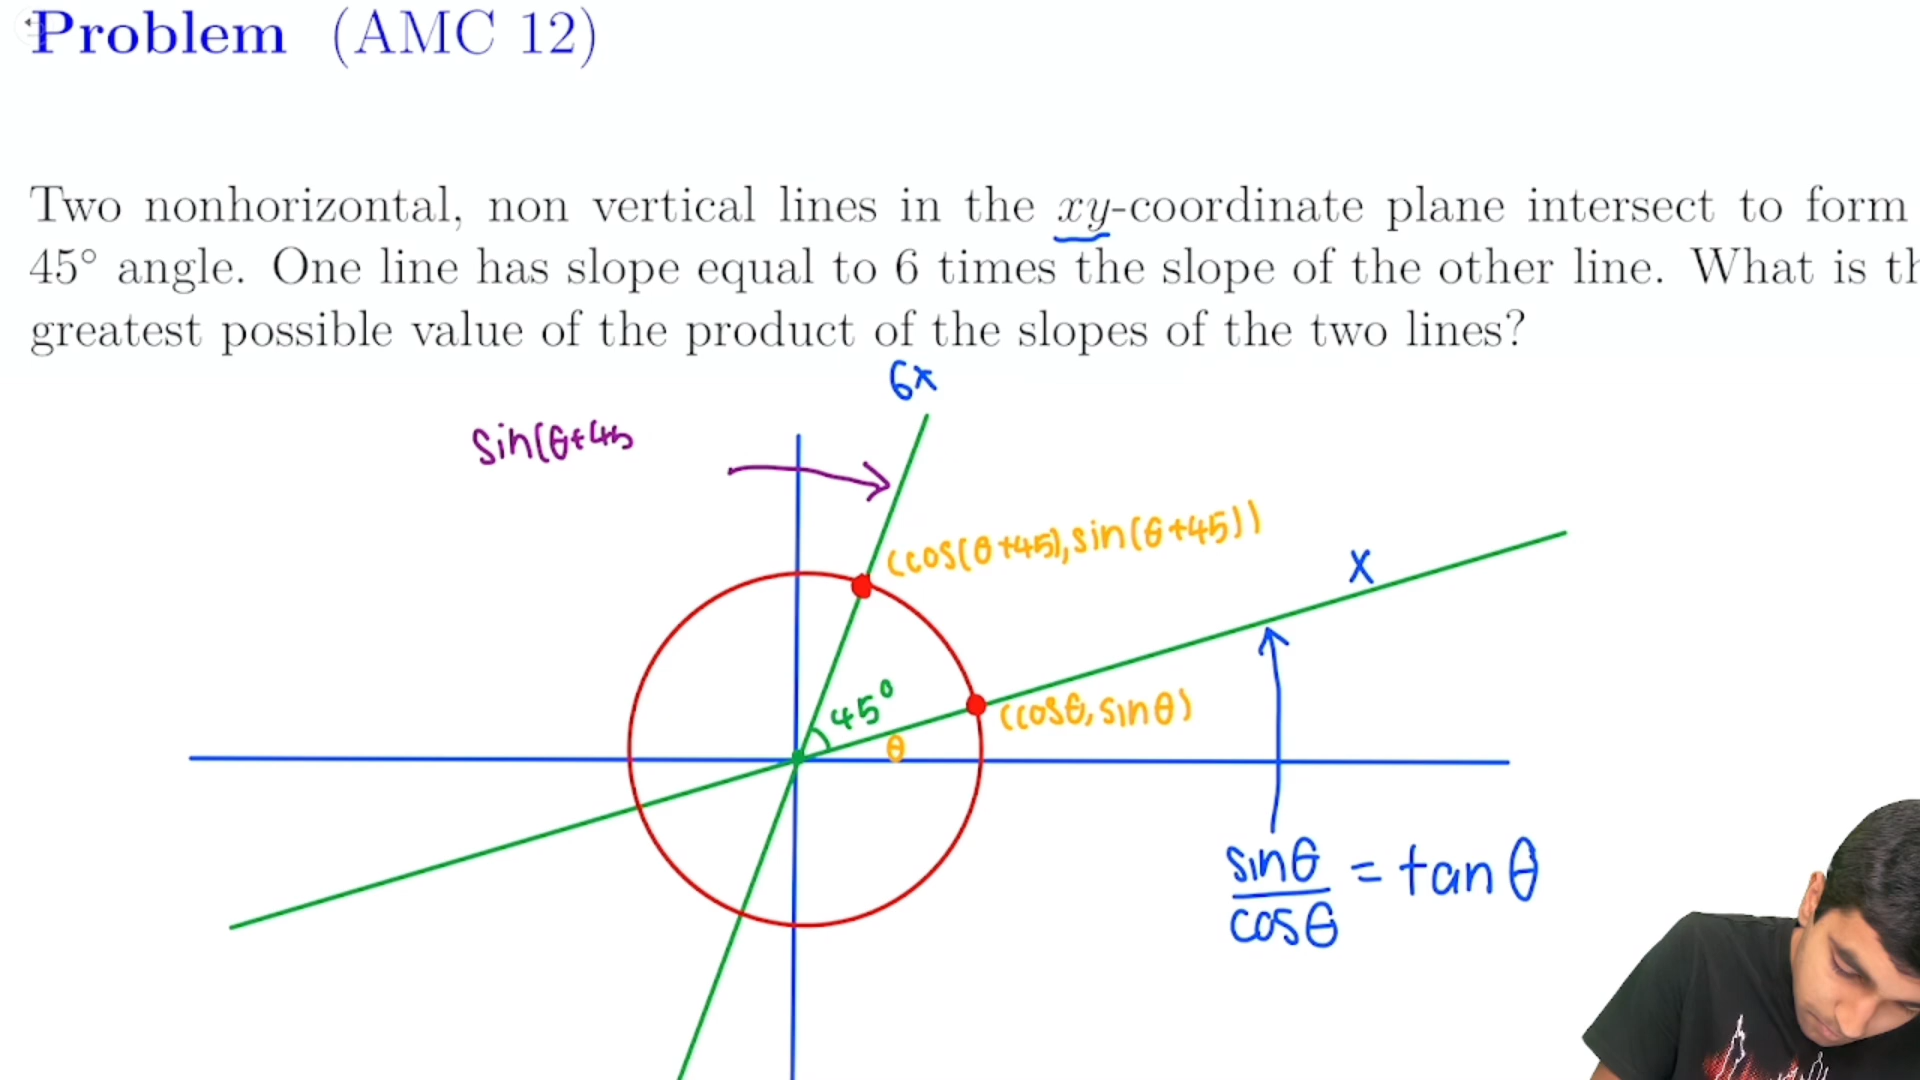 Problem (AMC 12)
Two nonhorizontal, non vertical lines in the xy-coordinate plane intersect to form
45° angle. One line has slope equal to 6 times the slope of the other line. What is th
greatest possible value of the product of the slopes of the two lines?
6x
sin(θ+45
(cos(θ+45),sin(θ+45))
x
45°
(cosθ,sinθ)
θ
sinθ/cosθ = tanθ